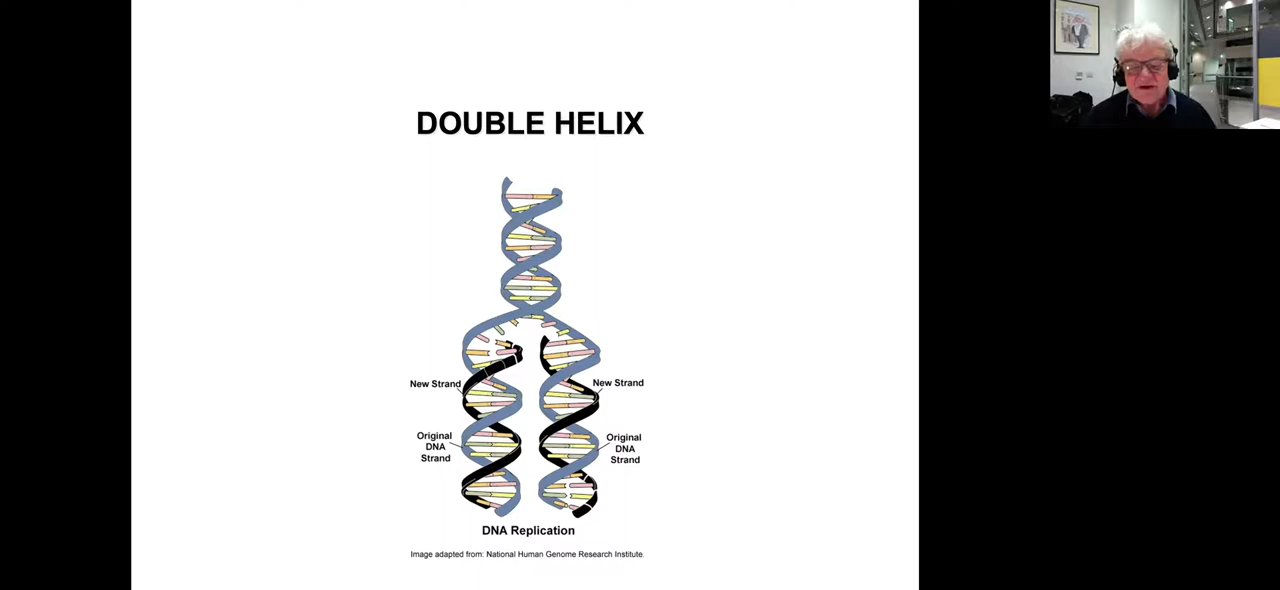 DOUBLE HELIX
New Strand
New Strand
Original
DNA
Strand
Original
DNA
Strand
DNA Replication
Image adapted from: National Human Genome Research Institute.